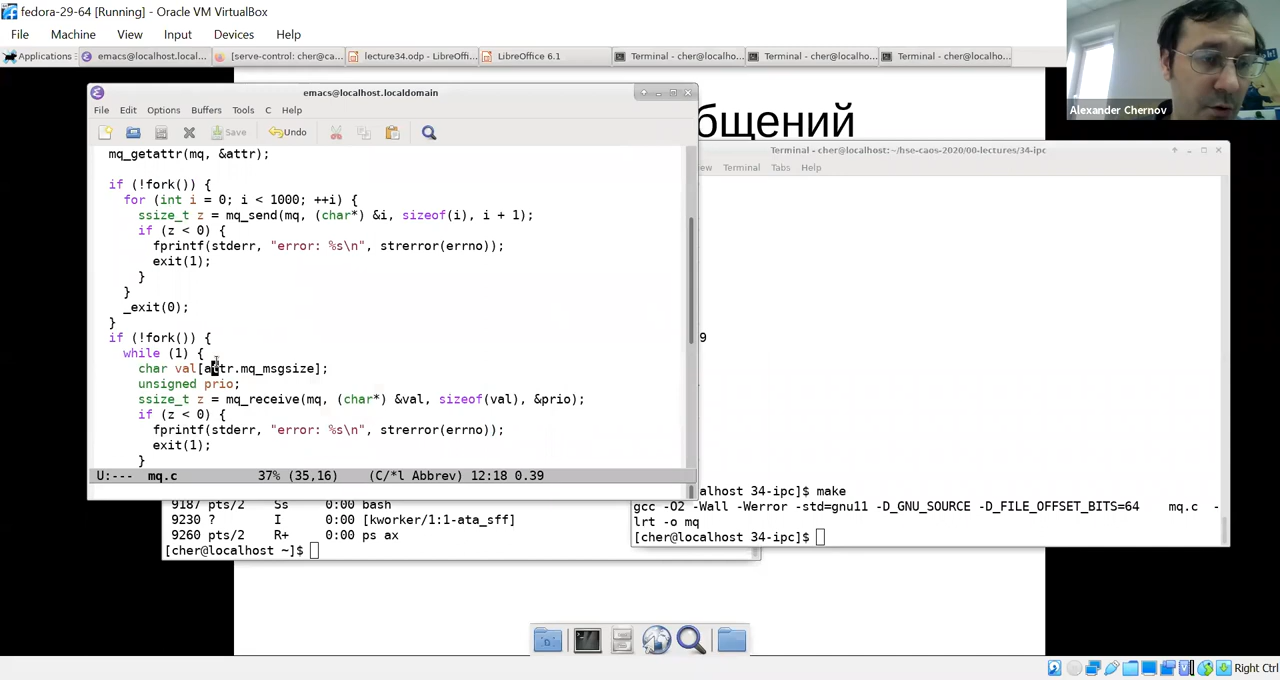 fedora-29-64 [Running] - Oracle VM VirtualBox
File Machine View Input Devices Help
Applications emacs@localhost.local... [serve-control: cher@ca... lecture34.odp - LibreOffi... LibreOffice 6.1 Terminal - cher@localho... Terminal - cher@localho... Terminal - cher@localho...
Alexander Chernov
бщений
emacs@localhost.localdomain
File Edit Options Buffers Tools C Help
Save Undo
mq_getattr(mq, &attr);
if (!fork()) {
for (int i = 0; i < 1000; ++i) {
ssize_t z = mq_send(mq, (char*) &i, sizeof(i), i + 1);
if (z < 0) {
fprintf(stderr, "error: %s\n", strerror(errno));
exit(1);
}
}
_exit(0);
}
if (!fork()) {
while (1) {
char val[attr.mq_msgsize];
unsigned prio;
ssize_t z = mq_receive(mq, (char*) &val, sizeof(val), &prio);
if (z < 0) {
fprintf(stderr, "error: %s\n", strerror(errno));
exit(1);
}
U:--- mq.c 37% (35,16) (C/*l Abbrev) 12:18 0.39
Terminal - cher@localhost:~/hse-caos-2020/00-lectures/34-ipc
ew Terminal Tabs Help
9
lhost 34-ipc]$ make
gcc -O2 -Wall -Werror -std=gnu11 -D_GNU_SOURCE -D_FILE_OFFSET_BITS=64 mq.c -
lrt -o mq
[cher@localhost 34-ipc]$
9187 pts/2 Ss 0:00 bash
9230 ? I 0:00 [kworker/1:1-ata_sff]
9260 pts/2 R+ 0:00 ps ax
[cher@localhost ~]$
Right Ctrl